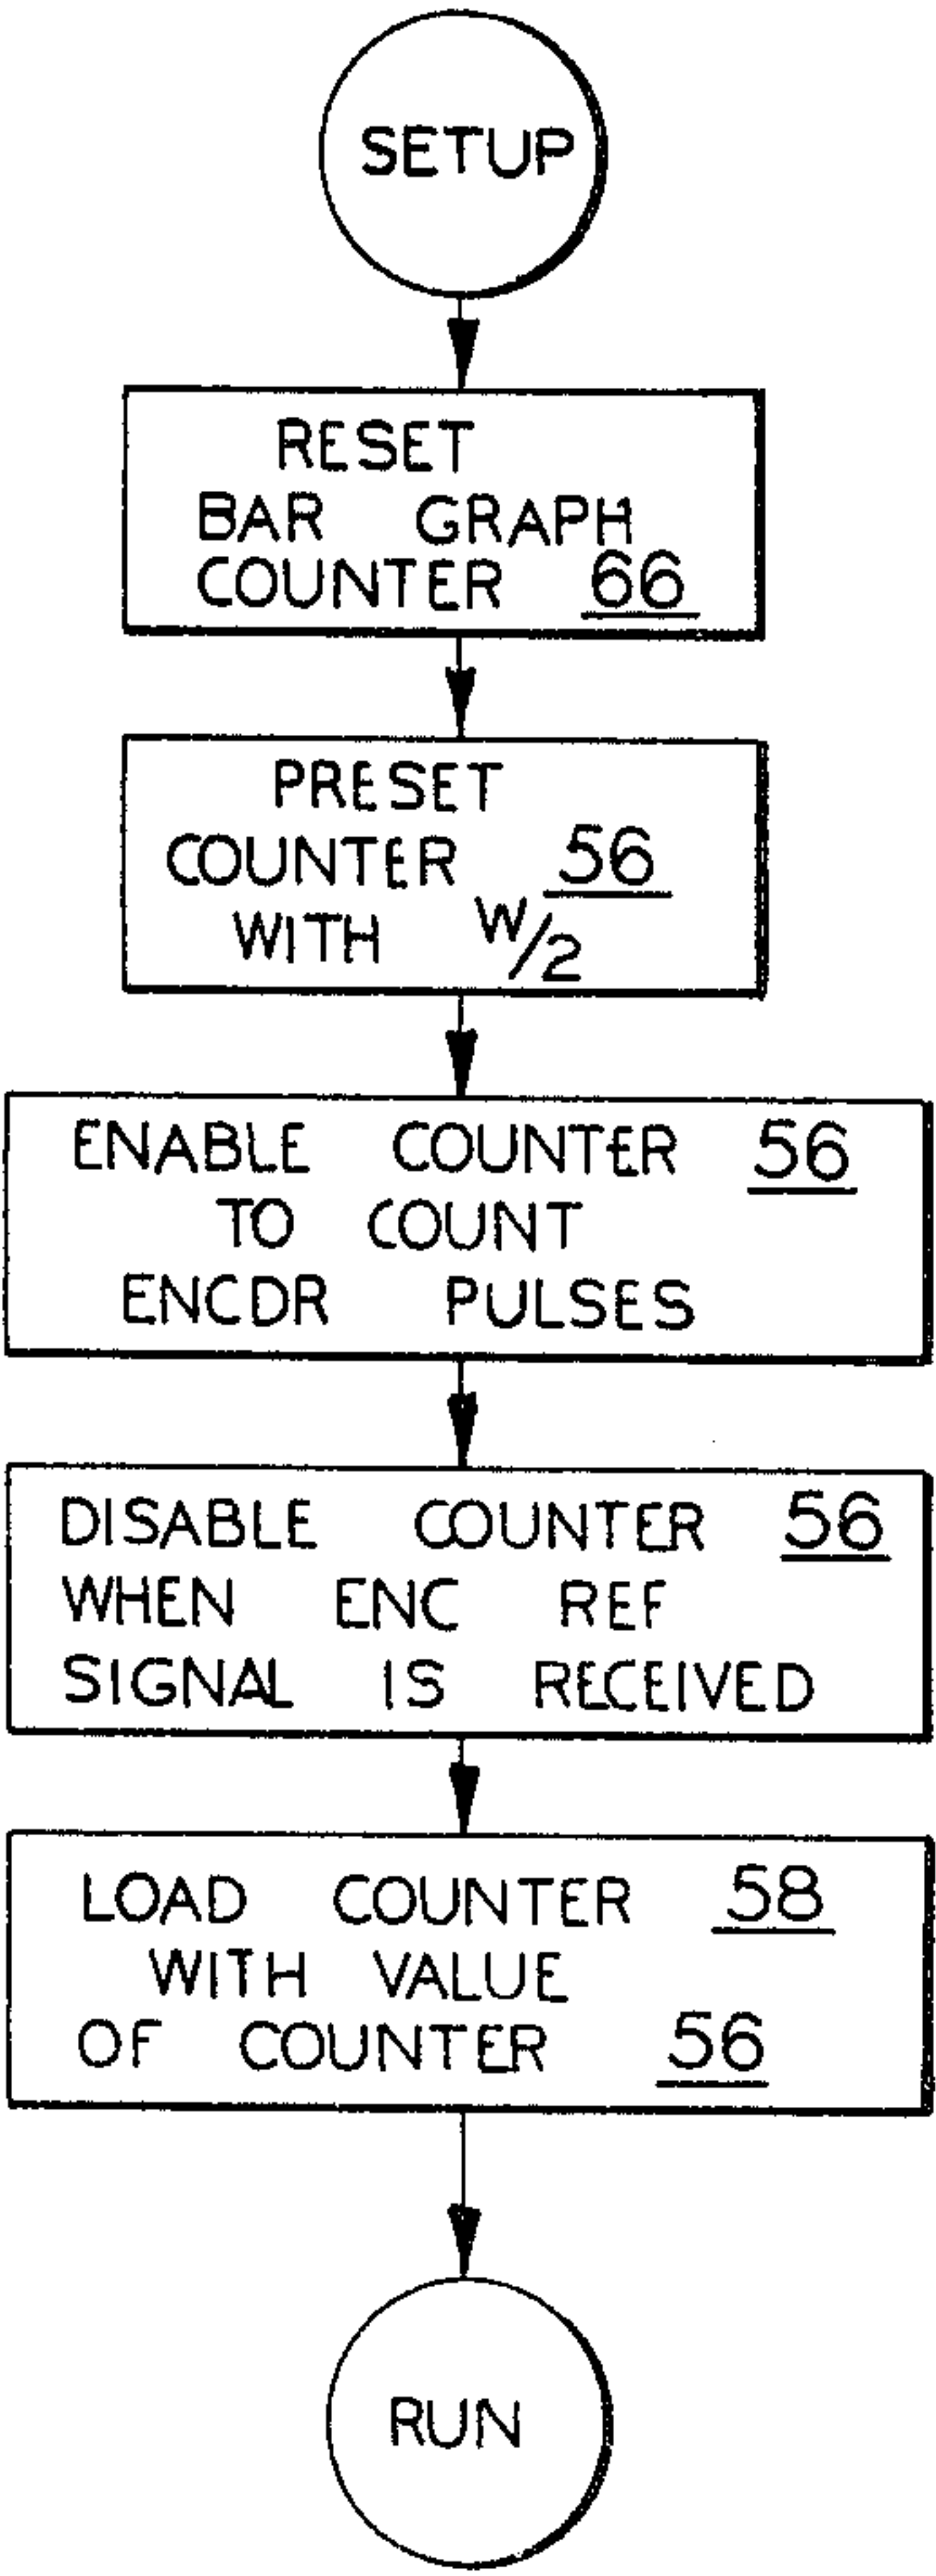 SETUP
RESET
BAR GRAPH
COUNTER 66
PRESET
COUNTER 56
WITH W/2
ENABLE COUNTER 56
TO COUNT
ENCDR PULSES
DISABLE COUNTER 56
WHEN ENC REF
SIGNAL IS RECEIVED
LOAD COUNTER 58
WITH VALUE
OF COUNTER 56
RUN